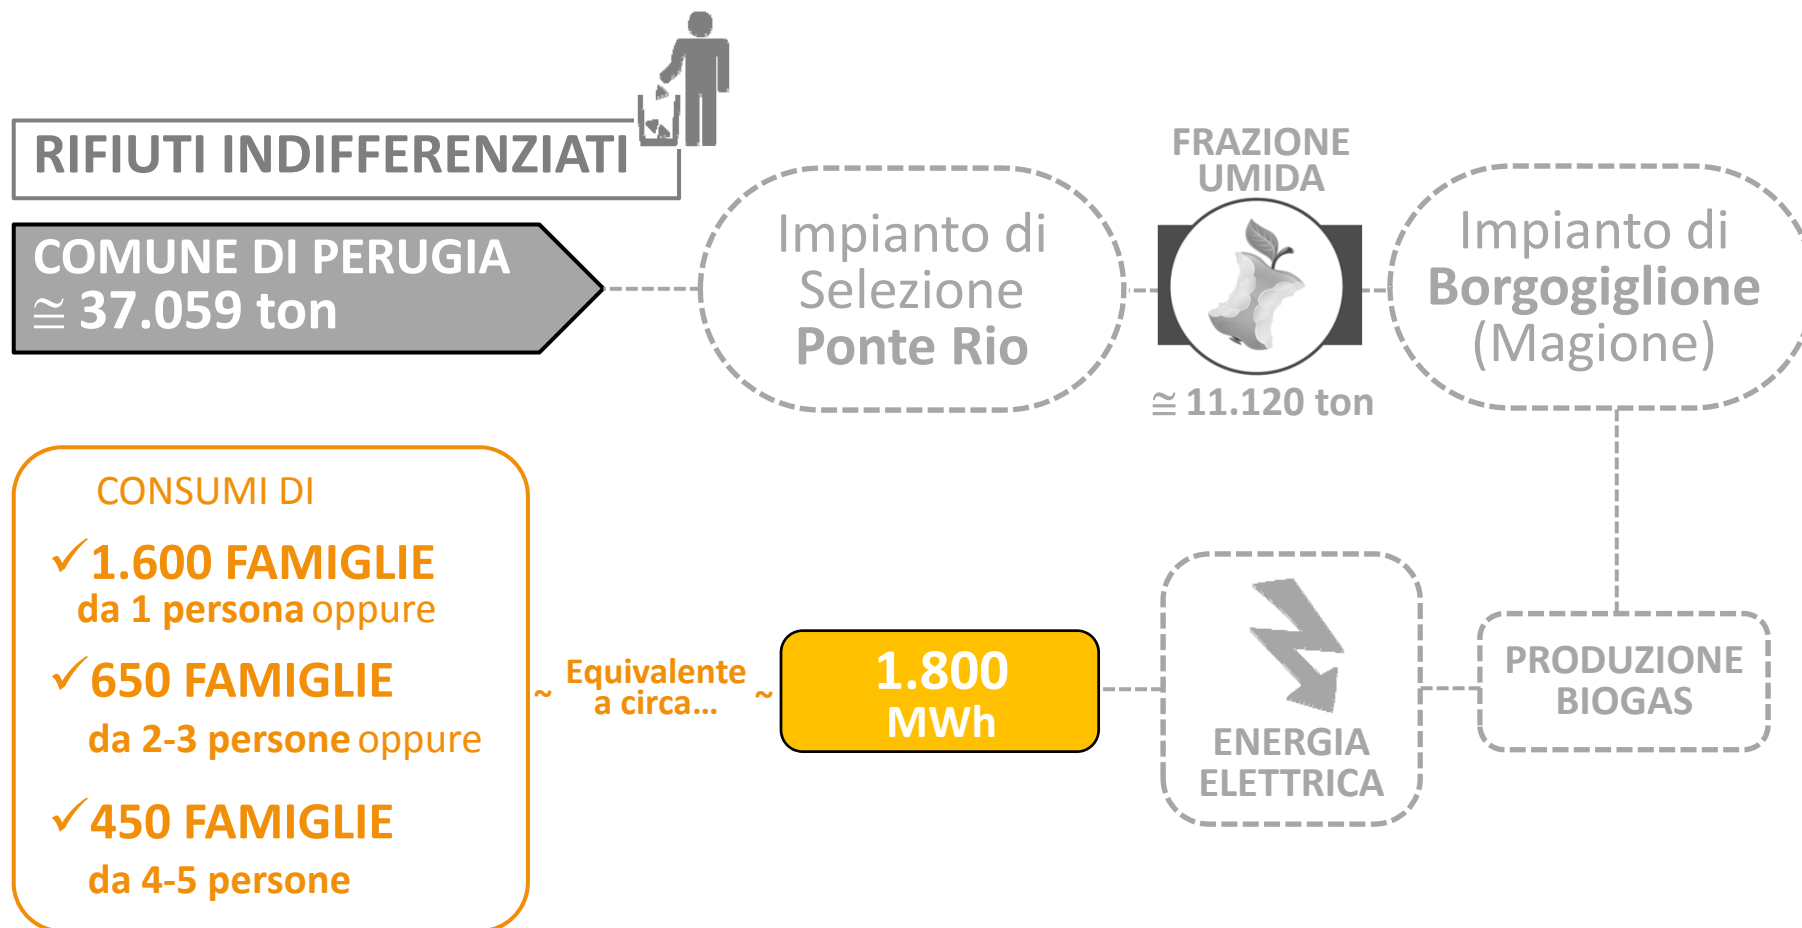 RIFIUTI INDIFFERENZIATI
COMUNE DI PERUGIA
≅ 37.059 ton
Impianto di
Selezione
Ponte Rio
FRAZIONE
UMIDA
≅ 11.120 ton
Impianto di
Borgogiglione
(Magione)
PRODUZIONE
BIOGAS
ENERGIA
ELETTRICA
1.800
MWh
~ Equivalente ~
a circa...
CONSUMI DI
✓1.600 FAMIGLIE
da 1 persona oppure
✓650 FAMIGLIE
da 2-3 persone oppure
✓450 FAMIGLIE
da 4-5 persone